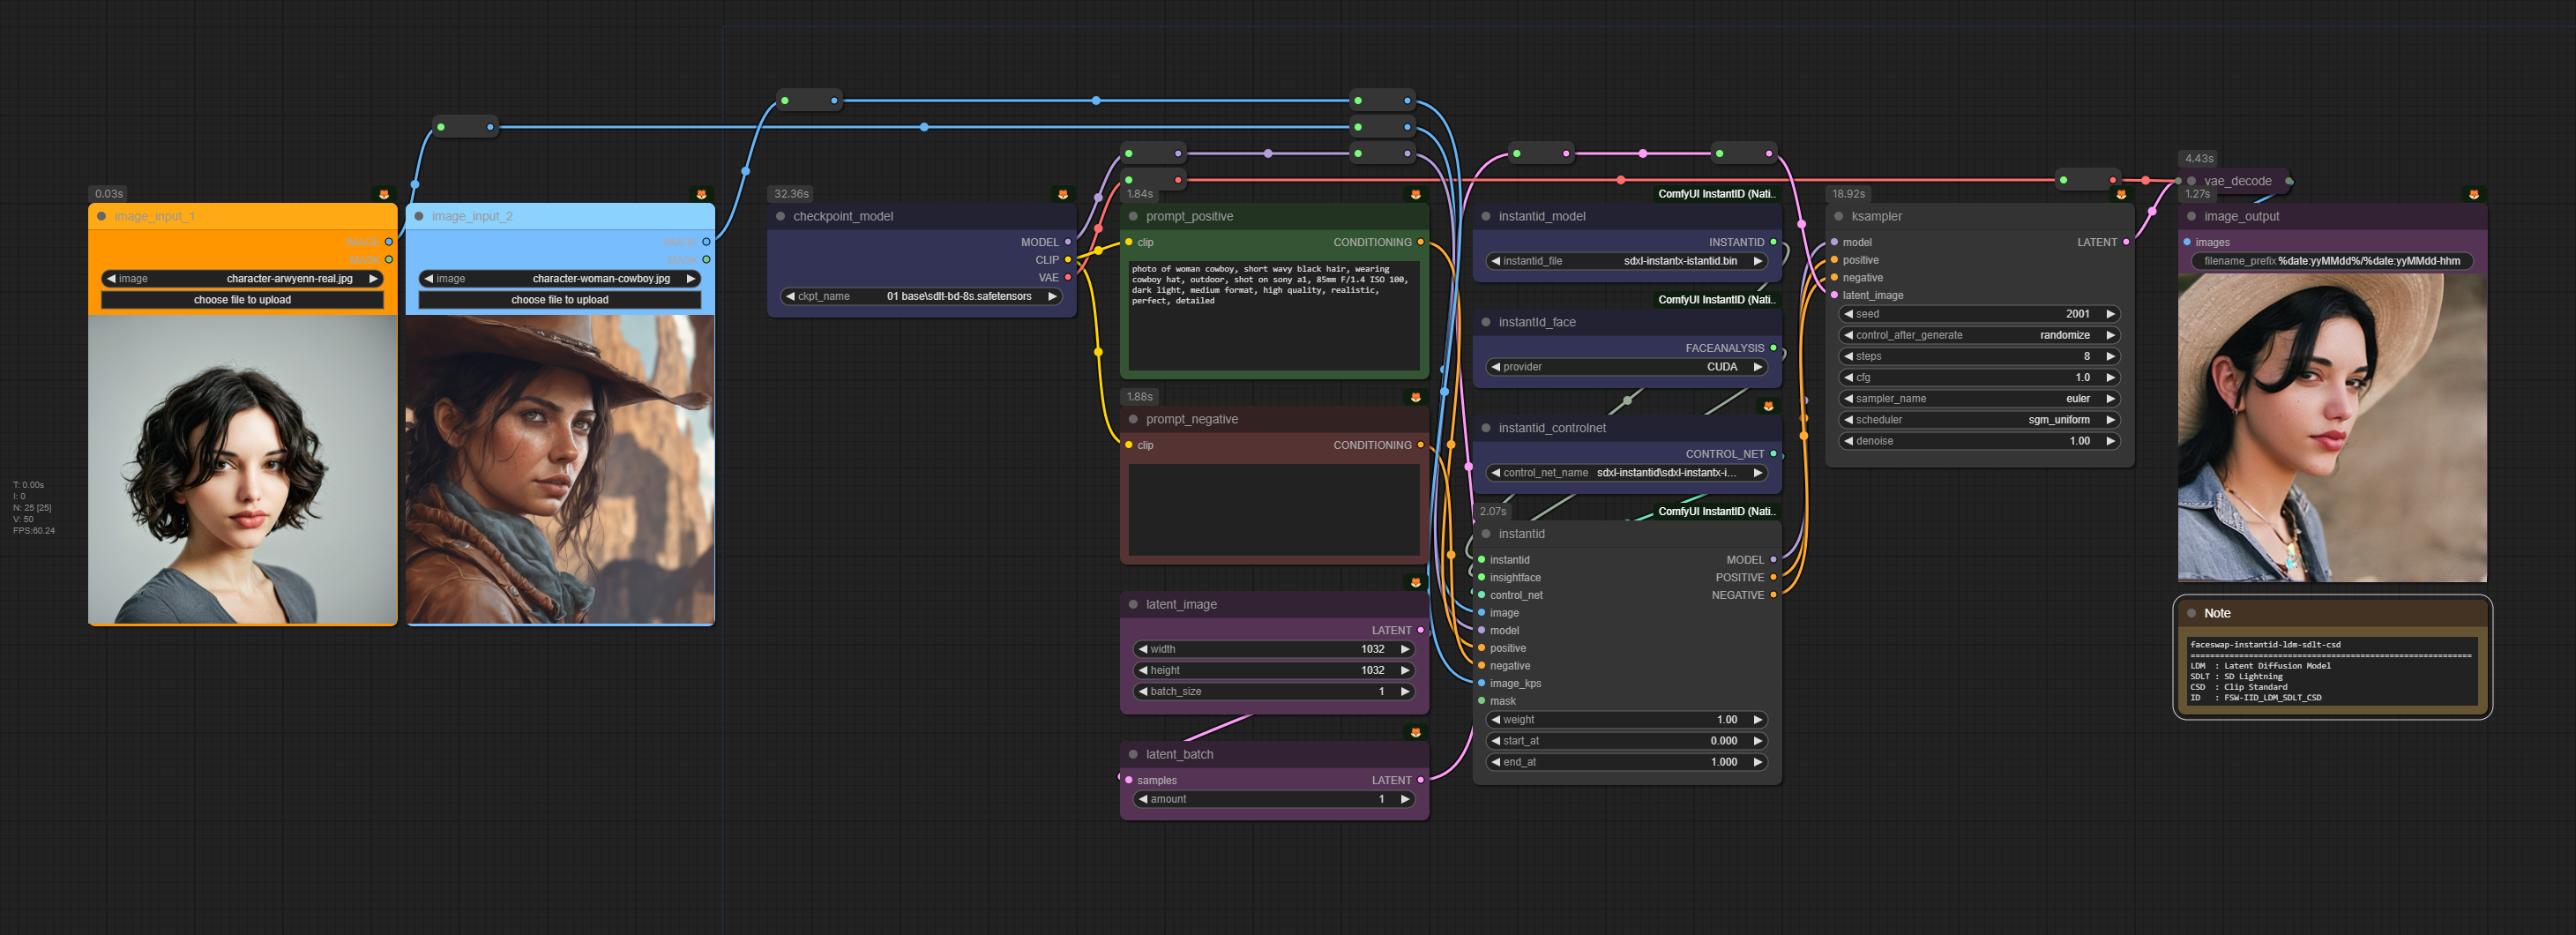 0.03s
image_input_1
IMAGE
MASK
image
character-arwyenn-real.jpg
choose file to upload
image_input_2
IMAGE
MASK
image
character-woman-cowboy.jpg
choose file to upload
T: 0.00s
I: 0
N: 25 [25]
V: 50
FPS:60.24
32.36s
checkpoint_model
MODEL
CLIP
VAE
ckpt_name
01 base\sdlt-bd-8s.safetensors
1.84s
prompt_positive
clip
CONDITIONING
photo of woman cowboy, short wavy black hair, wearing
cowboy hat, outdoor, shot on sony a1, 85mm F/1.4 ISO 100,
dark light, medium format, high quality, realistic,
perfect, detailed
1.88s
prompt_negative
clip
CONDITIONING
latent_image
LATENT
width
1032
height
1032
batch_size
1
latent_batch
samples
LATENT
amount
1
ComfyUI InstantID (Nati..
instantid_model
INSTANTID
instantid_file
sdxl-instantx-istantid.bin
ComfyUI InstantID (Nati..
instantId_face
FACEANALYSIS
provider
CUDA
instantid_controlnet
CONTROL_NET
control_net_name
sdxl-instantid\sdxl-instantx-i...
2.07s
ComfyUI InstantID (Nati..
instantid
instantid
MODEL
insightface
POSITIVE
control_net
NEGATIVE
image
model
positive
negative
image_kps
mask
weight
1.00
start_at
0.000
end_at
1.000
18.92s
ksampler
model
LATENT
positive
negative
latent_image
seed
2001
control_after_generate
randomize
steps
8
cfg
1.0
sampler_name
euler
scheduler
sgm_uniform
denoise
1.00
4.43s
vae_decode
1.27s
image_output
images
filename_prefix
%date:yyMMdd%/%date:yyMMdd-hhm
Note
faceswap-instantid-ldm-sdlt-csd
==========================================================
LDM : Latent Diffusion Model
SDLT : SD Lightning
CSD : Clip Standard
ID : FSW-IID_LDM_SDLT_CSD